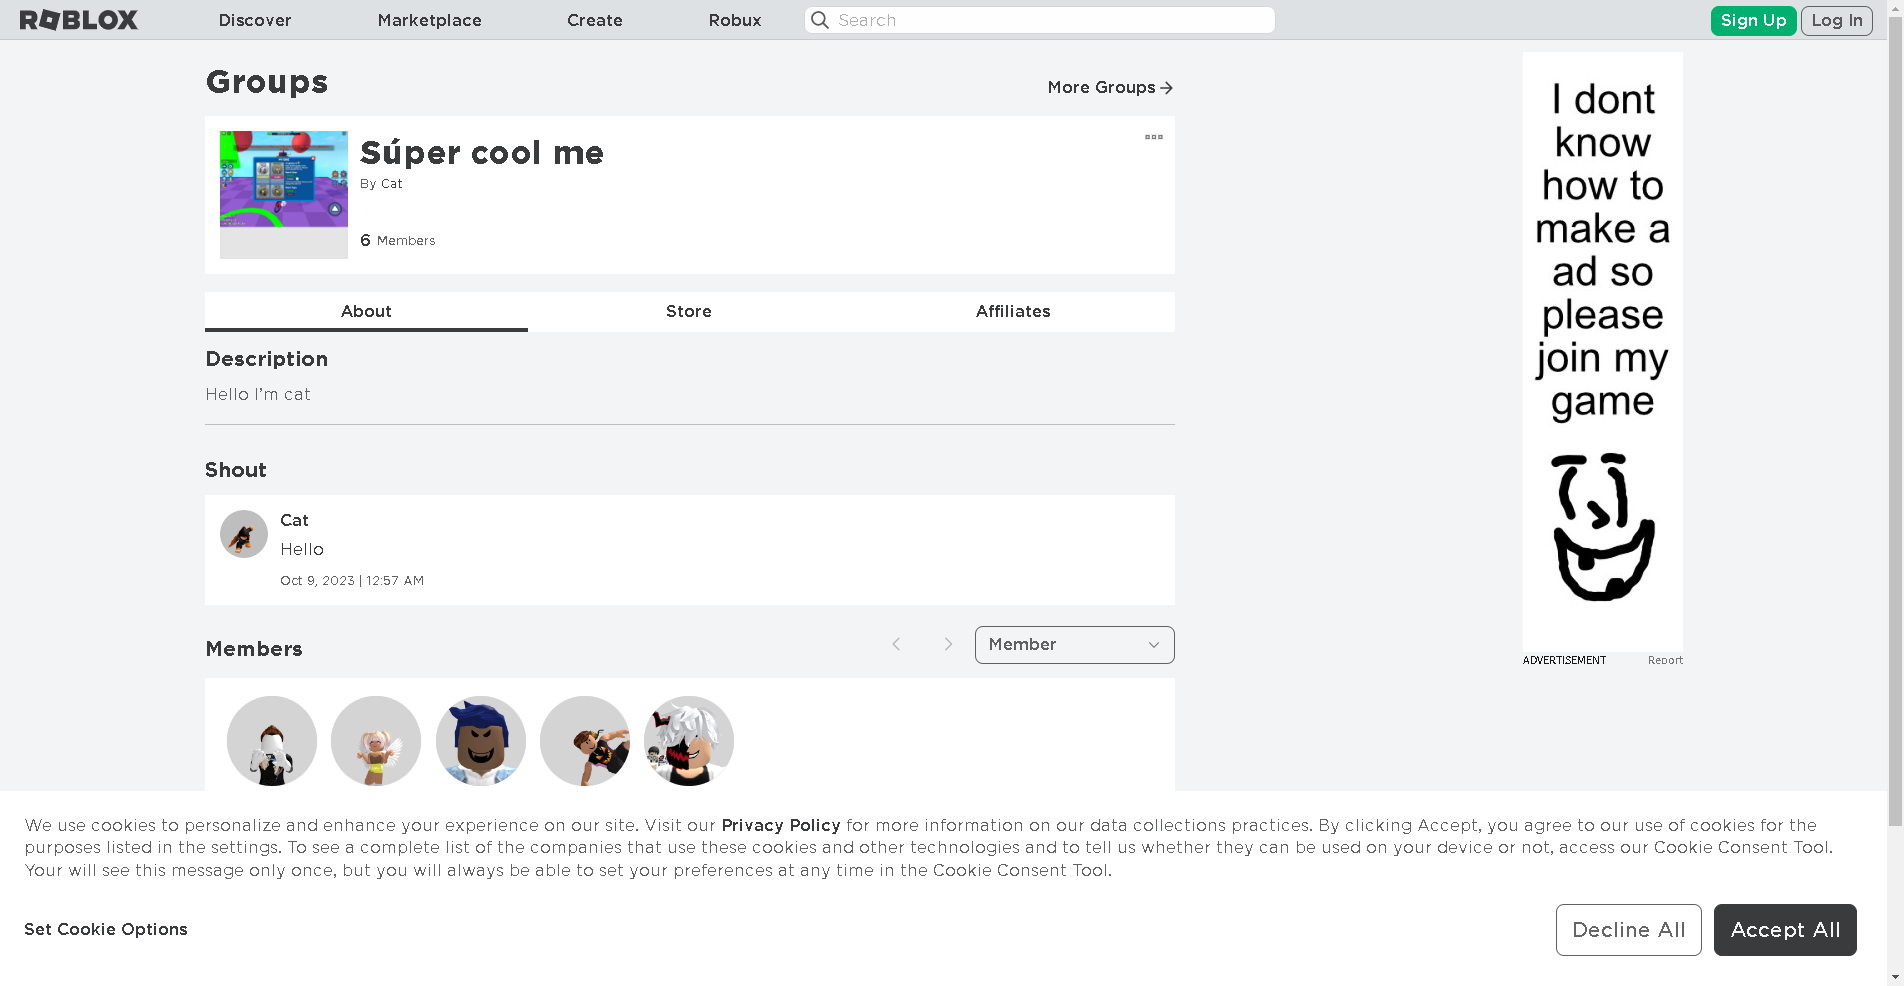 ROBLOX
Discover
Marketplace
Create
Robux
Search
Sign Up
Log In
Groups
More Groups
Súper cool me
By Cat
6 Members
About
Store
Affiliates
Description
Hello I’m cat
Shout
Cat
Hello
Oct 9, 2023 | 12:57 AM
Members
Member
I dont
know
how to
make a
ad so
please
join my
game
ADVERTISEMENT
Report
We use cookies to personalize and enhance your experience on our site. Visit our Privacy Policy for more information on our data collections practices. By clicking Accept, you agree to our use of cookies for the
purposes listed in the settings. To see a complete list of the companies that use these cookies and other technologies and to tell us whether they can be used on your device or not, access our Cookie Consent Tool.
Your will see this message only once, but you will always be able to set your preferences at any time in the Cookie Consent Tool.
Set Cookie Options
Decline All
Accept All